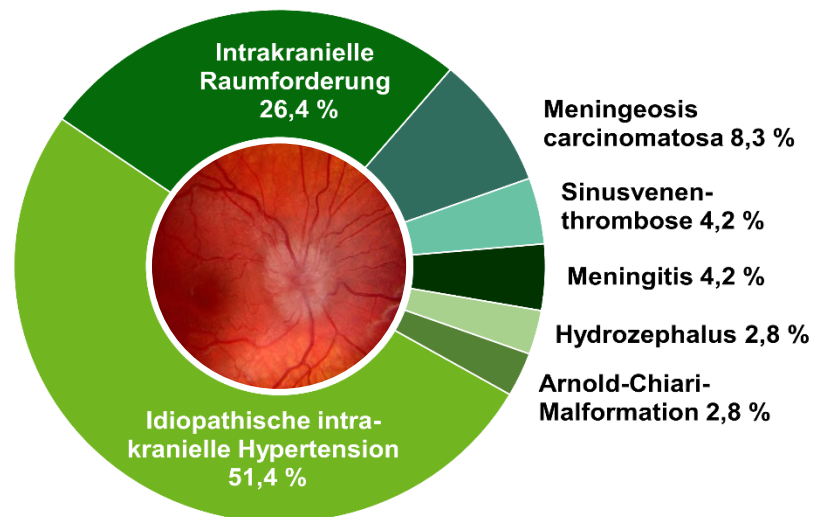 Intrakranielle
Raumforderung
26,4 %
Meningeosis
carcinomatosa 8,3 %
Sinusvenen-
thrombose 4,2 %
Meningitis 4,2 %
Hydrozephalus 2,8 %
Arnold-Chiari-
Malformation 2,8 %
Idiopathische intra-
kranielle Hypertension
51,4 %